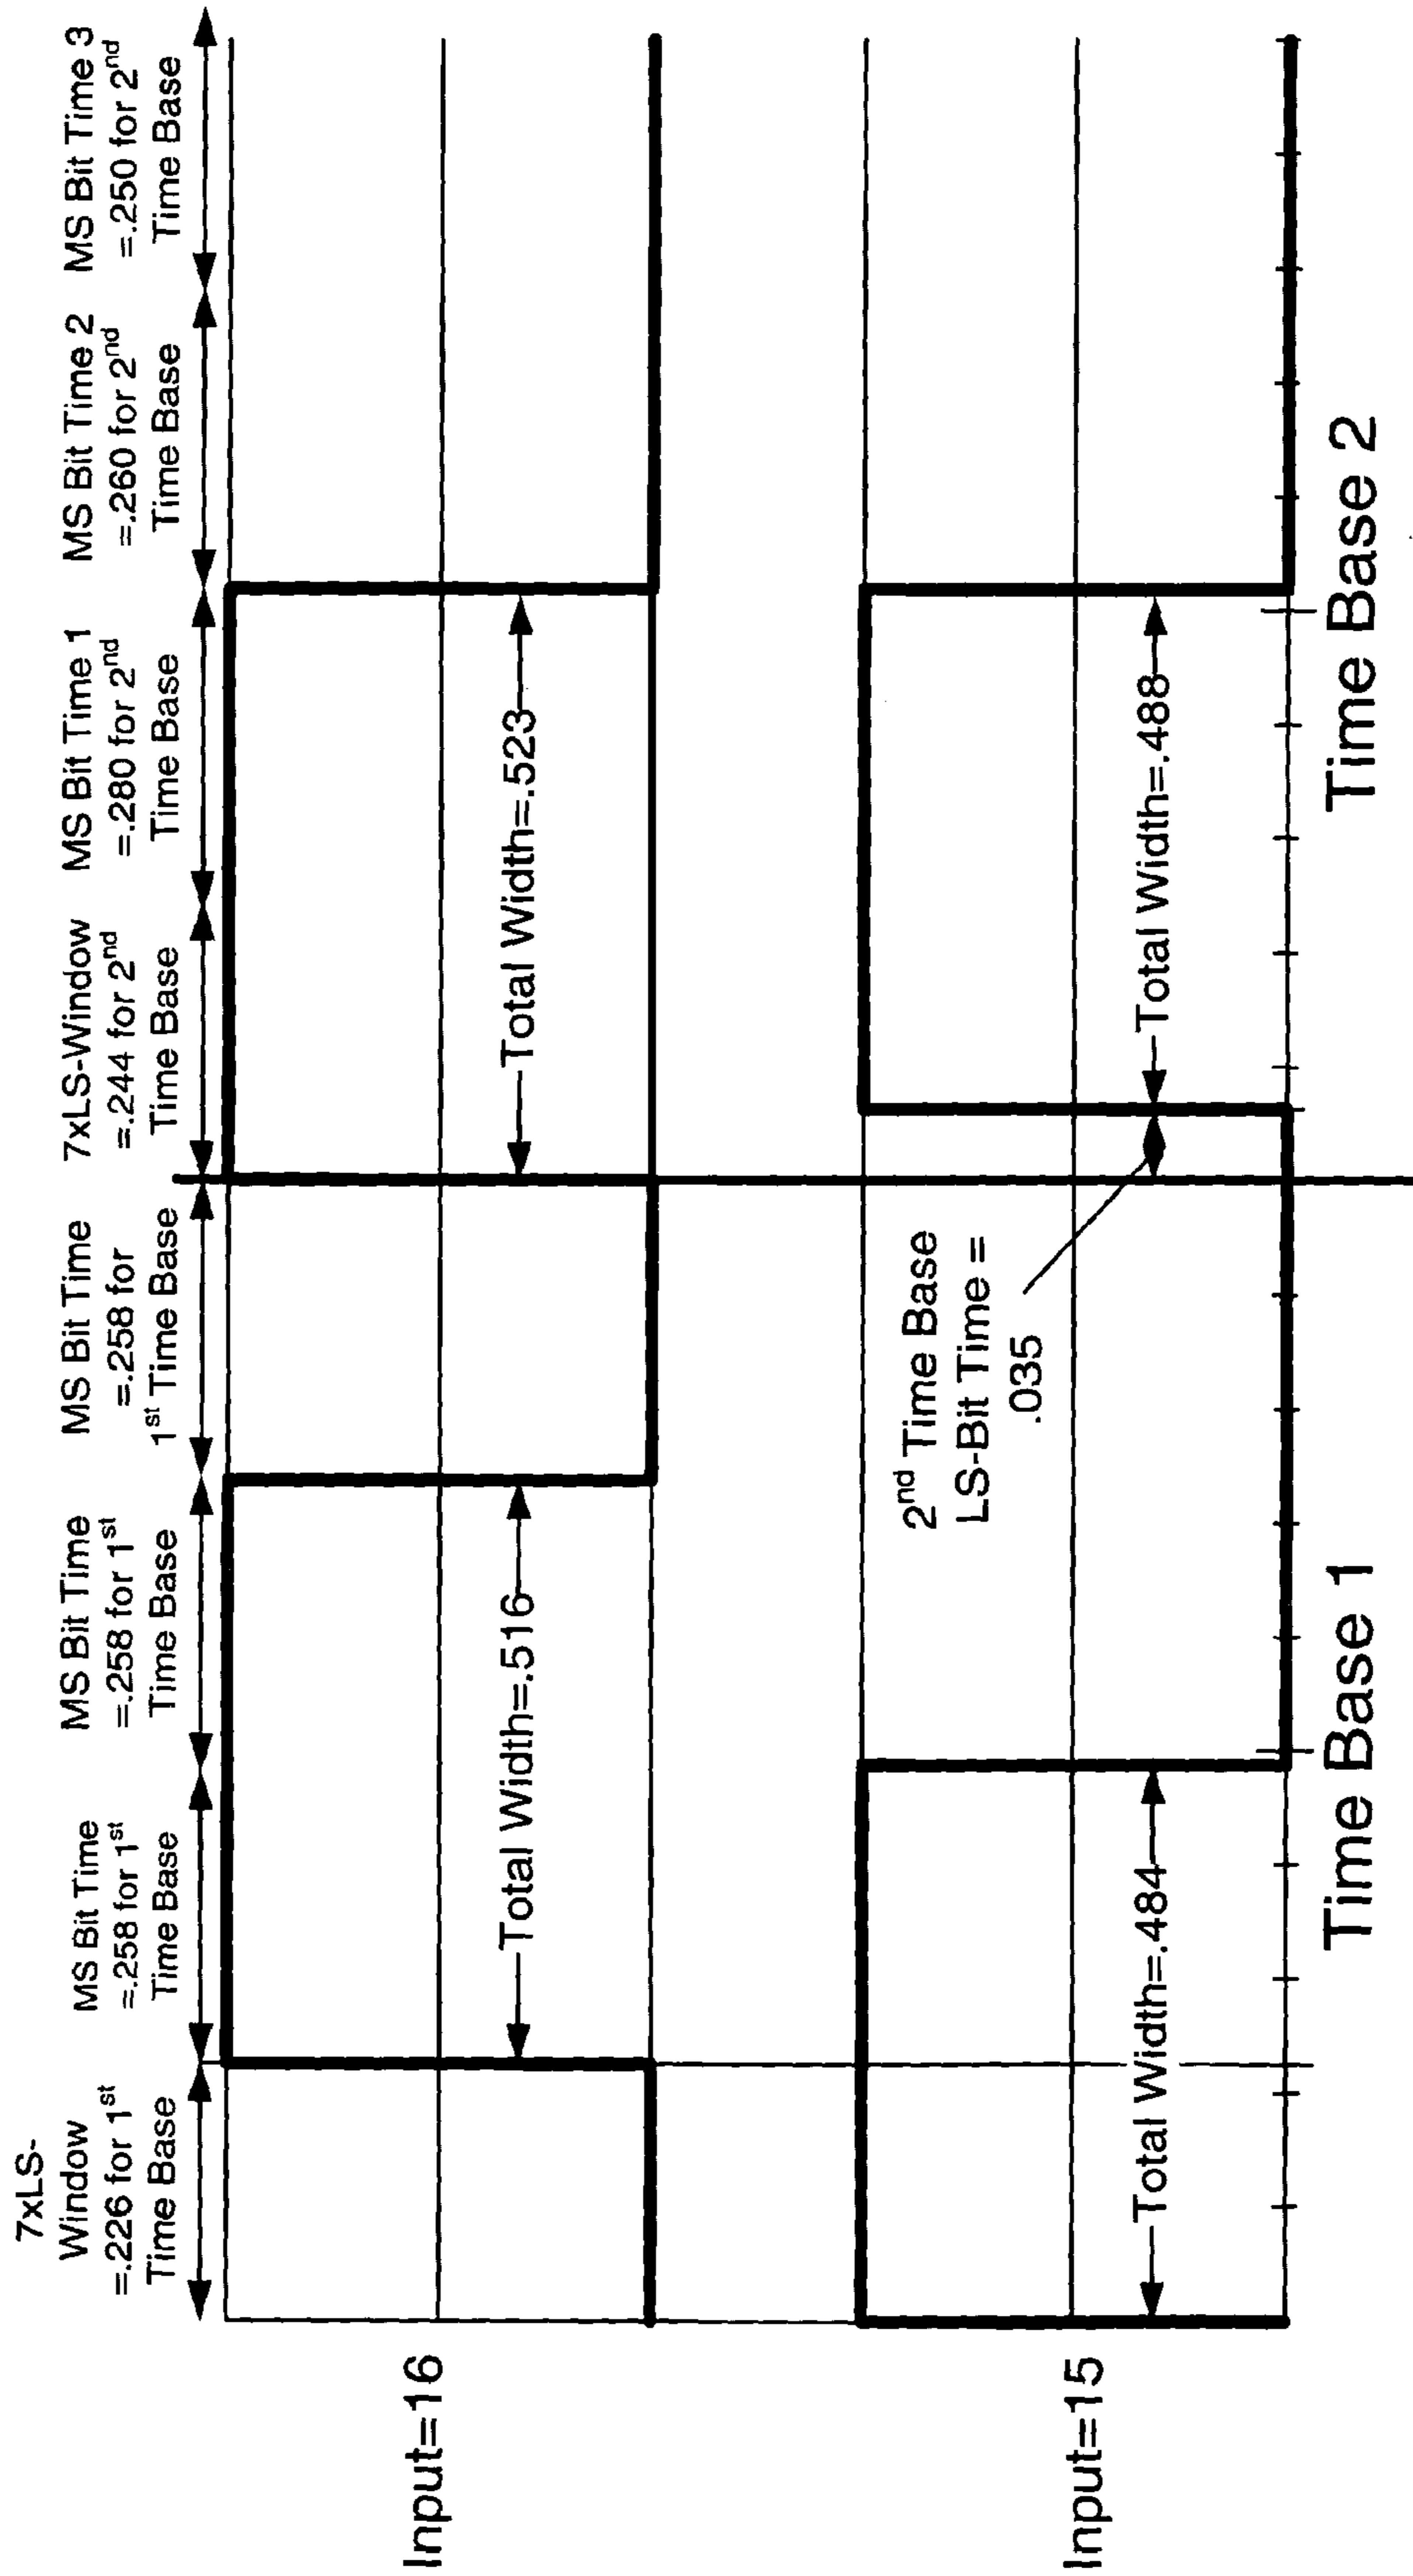 7xLS-
Window
=.226 for 1st
Time Base
MS Bit Time
=.258 for 1st
Time Base
MS Bit Time
=.258 for 1st
Time Base
MS Bit Time
=.258 for
1st Time Base
7xLS-Window
=.244 for 2nd
Time Base
MS Bit Time 1
=.280 for 2nd
Time Base
MS Bit Time 2
=.260 for 2nd
Time Base
MS Bit Time 3
=.250 for 2nd
Time Base
Input=16
Total Width=.516
Total Width=.523
Input=15
Total Width=.484
2nd Time Base
LS-Bit Time =
.035
Total Width=.488
Time Base 1
Time Base 2